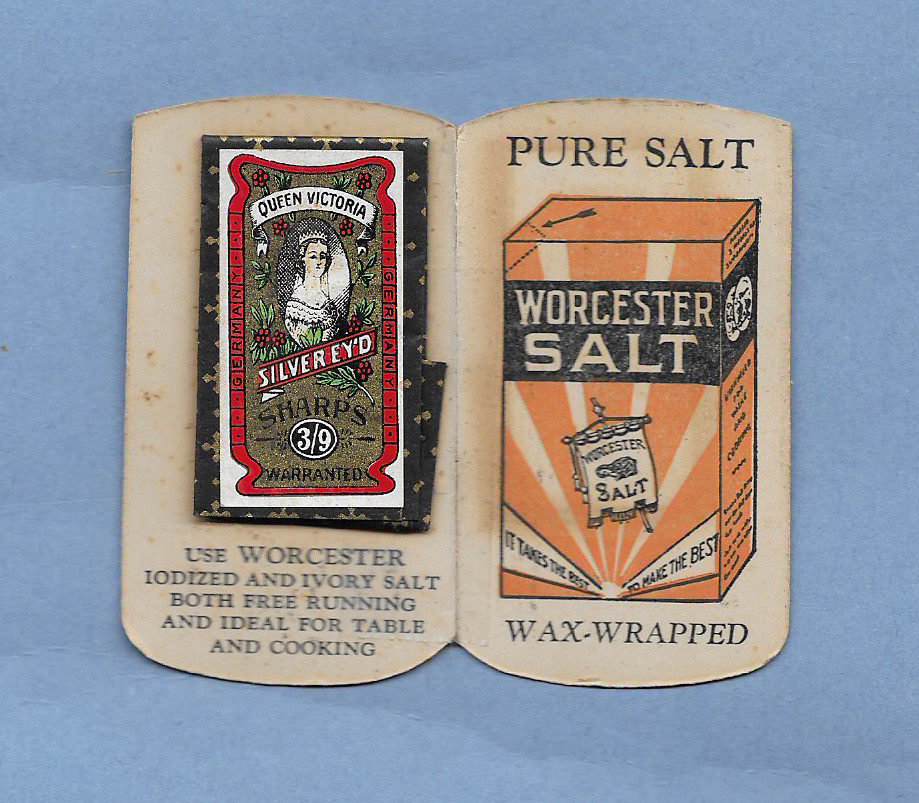 QUEEN VICTORIA
GERMANY
GERMANY
SILVER EY'D
SHARPS
3/9
WARRANTED
USE WORCESTER
IODIZED AND IVORY SALT
BOTH FREE RUNNING
AND IDEAL FOR TABLE
AND COOKING
PURE SALT
WORCESTER
SALT
WORCESTER
SALT
IT TAKES THE BEST
TO MAKE THE BEST
WAX-WRAPPED